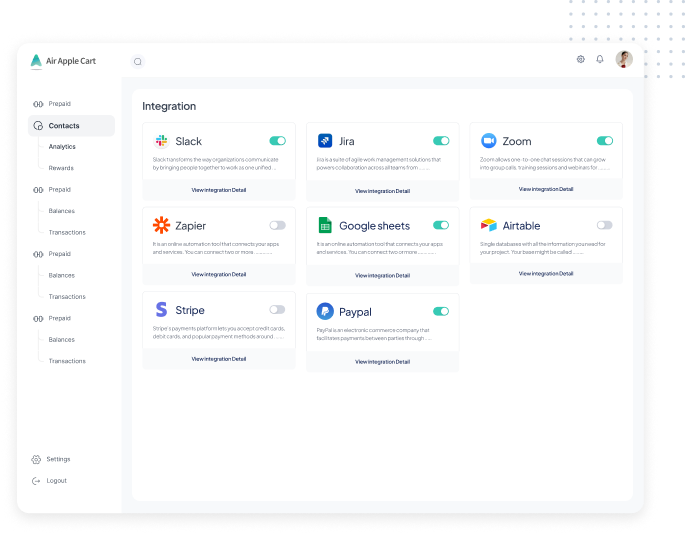 Air Apple Cart
Prepaid
Contacts
Analytics
Rewards
Prepaid
Balances
Transactions
Prepaid
Balances
Transactions
Prepaid
Balances
Transactions
Settings
Logout
Integration
Slack
Slack transforms the way organizations communicate
by bringing people together to work as one unified ...
View integration Detail
Jira
Jira is a suite of agile work management solutions that
powers collaboration across all teams from ........
View integration Detail
Zoom
Zoom allows one-to-one chat sessions that can grow
into group calls, training sessions and webinars for ........
View integration Detail
Zapier
It is an online automation tool that connects your apps
and services. You can connect two or more ............
View integration Detail
Google sheets
It is an online automation tool that connects your apps
and services. You can connect two or more ............
View integration Detail
Airtable
Single databases with all the information you need for
your project. Your base might be called ........
View integration Detail
Stripe
Stripe's payments platform lets you accept credit cards,
debit cards, and popular payment methods around .......
View integration Detail
Paypal
PayPal is an electronic commerce company that
facilitates payments between parties through .....
View integration Detail